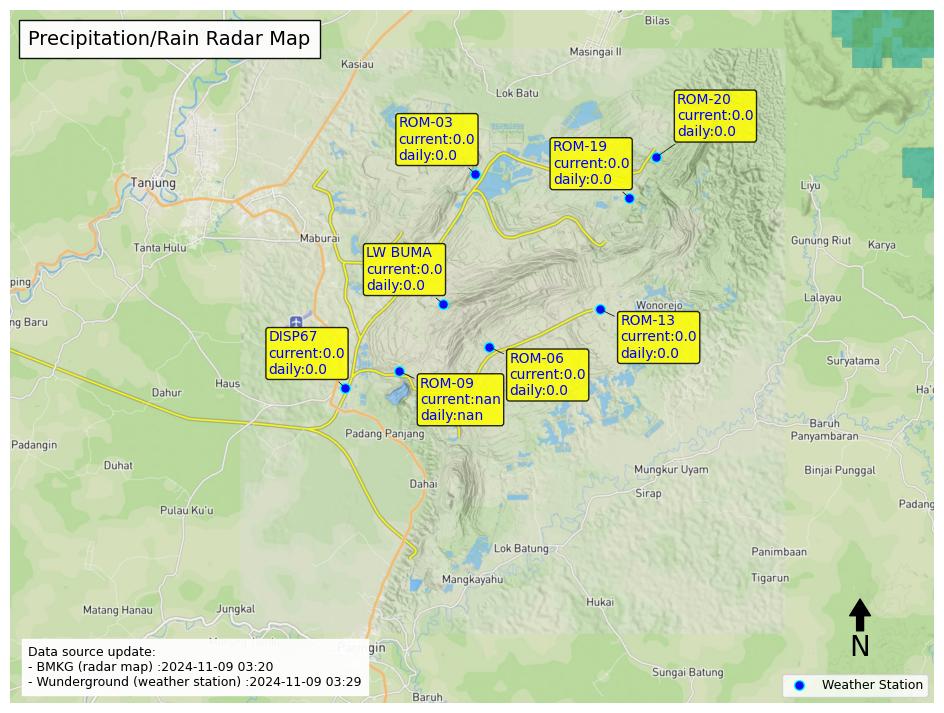 Precipitation/Rain Radar Map
Bilas
Masingai II
Kasiau
Lok Batu
ROM-20
current:0.0
daily:0.0
ROM-03
current:0.0
daily:0.0
ROM-19
current:0.0
daily:0.0
Tanjung
Liyu
Maburai
Tanta Hulu
Gunung Riut
Karya
LW BUMA
current:0.0
daily:0.0
ping
Lalayau
Wonorejo
ng Baru
ROM-13
current:0.0
daily:0.0
DISP67
current:0.0
daily:0.0
ROM-06
current:0.0
daily:0.0
Suryatama
Haus
Dahur
ROM-09
current:nan
daily:nan
Ha'
Baruh
Panyambaran
Padang Panjang
Padangin
Duhat
Mungkur Uyam
Binjai Punggal
Dahai
Sirap
Padang
Pulau Ku'u
Lok Batung
Panimbaan
Mangkayahu
Tigarun
Hukai
Matang Hanau
Jungkal
N
Data source update:
- BMKG (radar map) :2024-11-09 03:20
- Wunderground (weather station) :2024-11-09 03:29
Sungai Batung
Weather Station
Baruh